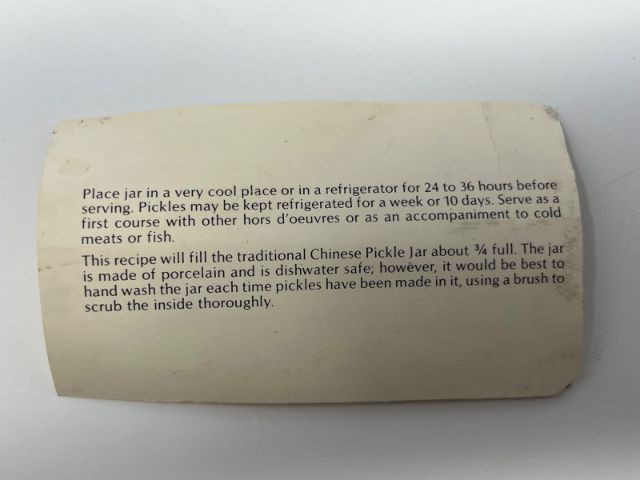 Place jar in a very cool place or in a refrigerator for 24 to 36 hours before
serving. Pickles may be kept refrigerated for a week or 10 days. Serve as a
first course with other hors d'oeuvres or as an accompaniment to cold
meats or fish.
This recipe will fill the traditional Chinese Pickle Jar about ¾ full. The jar
is made of porcelain and is dishwater safe; however, it would be best to
hand wash the jar each time pickles have been made in it, using a brush to
scrub the inside thoroughly.